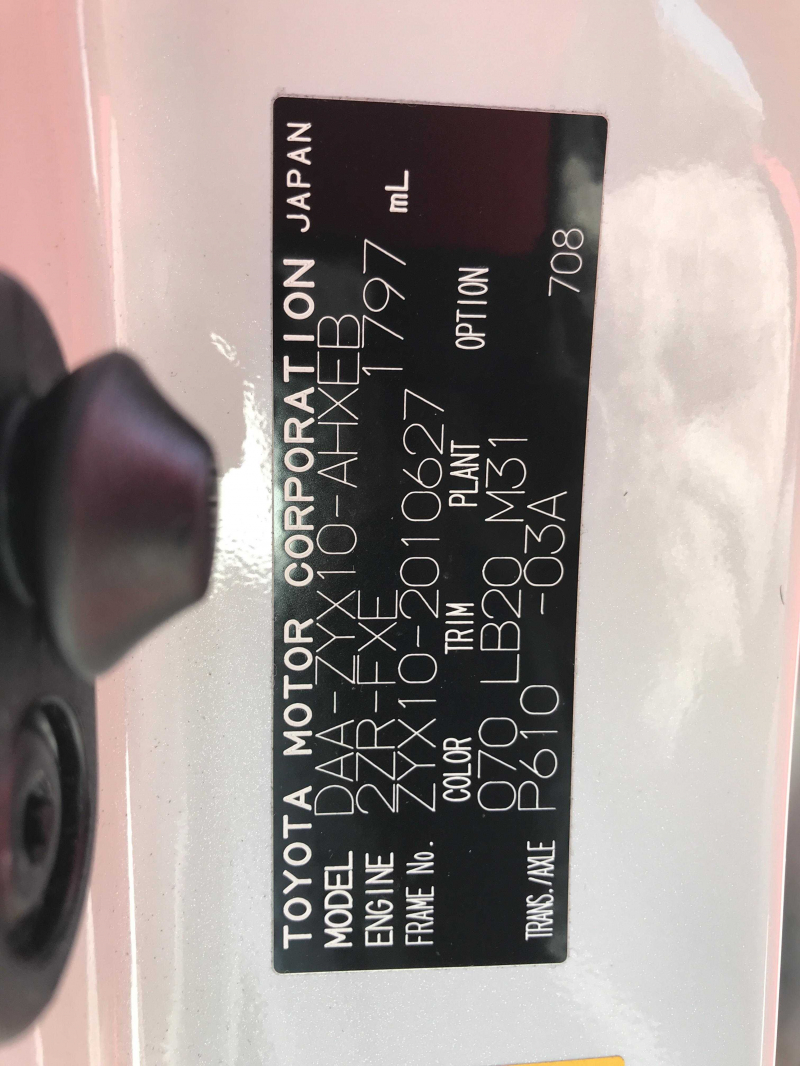 TOYOTA MOTOR CORPORATION JAPAN
MODEL DAA-ZYX10-AHXEB
ENGINE 2ZR-FXE 1797 mL
FRAME No. ZYX10-2010627
COLOR TRIM PLANT OPTION
070 LB20 M31
TRANS./AXLE P610 -03A 708